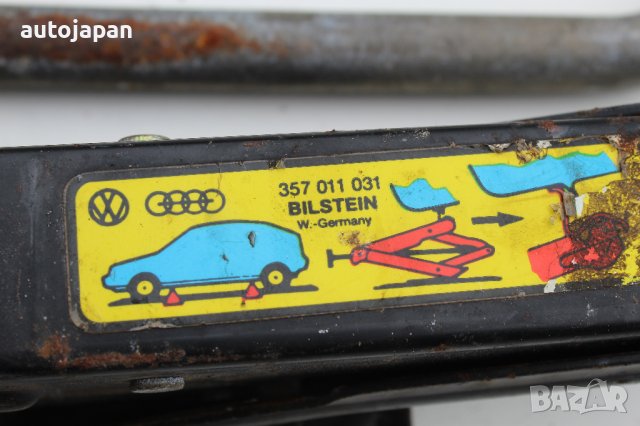 autojapan
357 011 031
BILSTEIN
W.-Germany
BAZAR